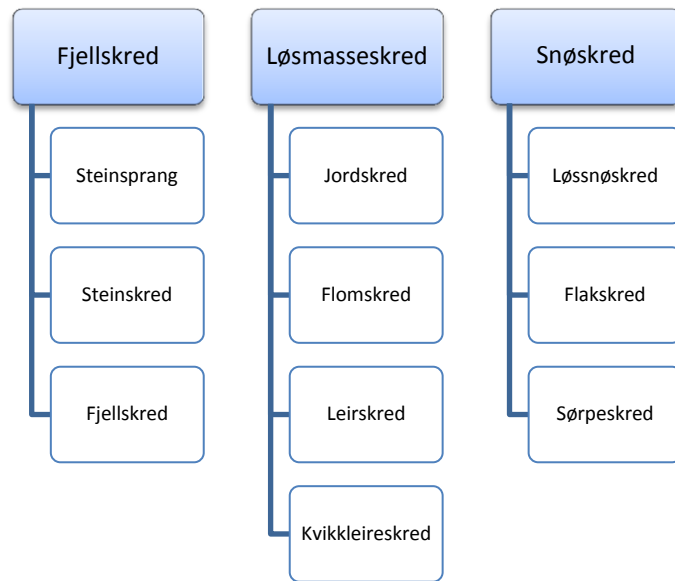 Fjellskred
Steinsprang
Steinskred
Fjellskred
Løsmasseskred
Jordskred
Flomskred
Leirskred
Kvikkleireskred
Snøskred
Løssnøskred
Flakskred
Sørpeskred